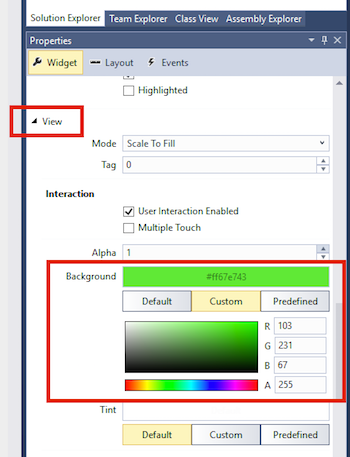 Solution Explorer Team Explorer Class View Assembly Explorer
Properties
Widget Layout Events
Highlighted
View
Mode Scale To Fill
Tag 0
Interaction
User Interaction Enabled
Multiple Touch
Alpha 1
Background #ff67e743
Default Custom Predefined
R 103
G 231
B 67
A 255
Tint
Default Custom Predefined